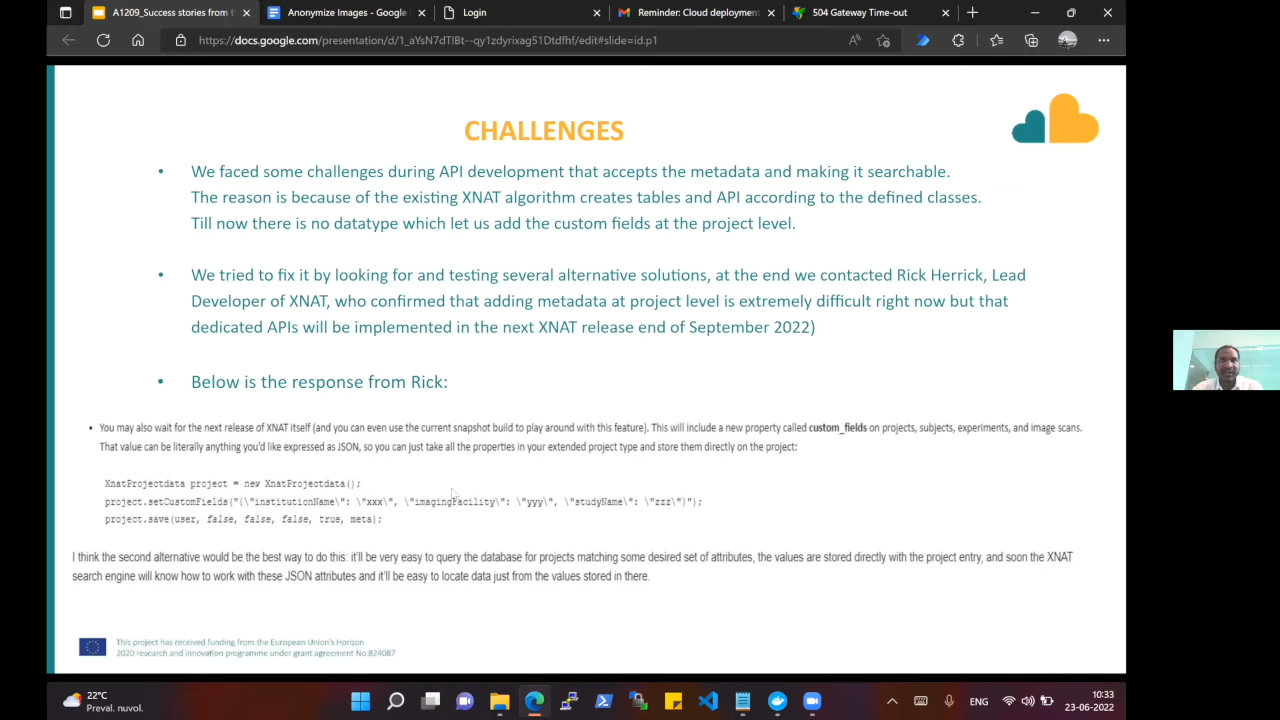 A1209_Success stories from t
Anonymize Images - Google
Login
Reminder: Cloud deployment
504 Gateway Time-out
https://docs.google.com/presentation/d/1_aYsN7dTIBt--qy1zdyrixag51Dtdfhf/edit#slide=id.p1
CHALLENGES
• We faced some challenges during API development that accepts the metadata and making it searchable.
The reason is because of the existing XNAT algorithm creates tables and API according to the defined classes.
Till now there is no datatype which let us add the custom fields at the project level.
• We tried to fix it by looking for and testing several alternative solutions, at the end we contacted Rick Herrick, Lead
Developer of XNAT, who confirmed that adding metadata at project level is extremely difficult right now but that
dedicated APIs will be implemented in the next XNAT release end of September 2022)
• Below is the response from Rick:
• You may also wait for the next release of XNAT itself (and you can even use the current snapshot build to play around with this feature). This will include a new property called custom_fields on projects, subjects, experiments, and image scans.
That value can be literally anything you'd like expressed as JSON, so you can just take all the properties in your extended project type and store them directly on the project:
XnatProjectdata project = new XnatProjectdata();
project.setCustomFields("{\"institutionName\": \"xxx\", \"imagingFacility\": \"yyy\", \"studyName\": \"zzz\"}");
project.save(user, false, false, false, true, meta);
I think the second alternative would be the best way to do this: it'll be very easy to query the database for projects matching some desired set of attributes, the values are stored directly with the project entry, and soon the XNAT
search engine will know how to work with these JSON attributes and it'll be easy to locate data just from the values stored in there.
This project has received funding from the European Union's Horizon
2020 research and innovation programme under grant agreement No 824087
22°C
Preval. nuvol.
ENG
10:33
23-06-2022